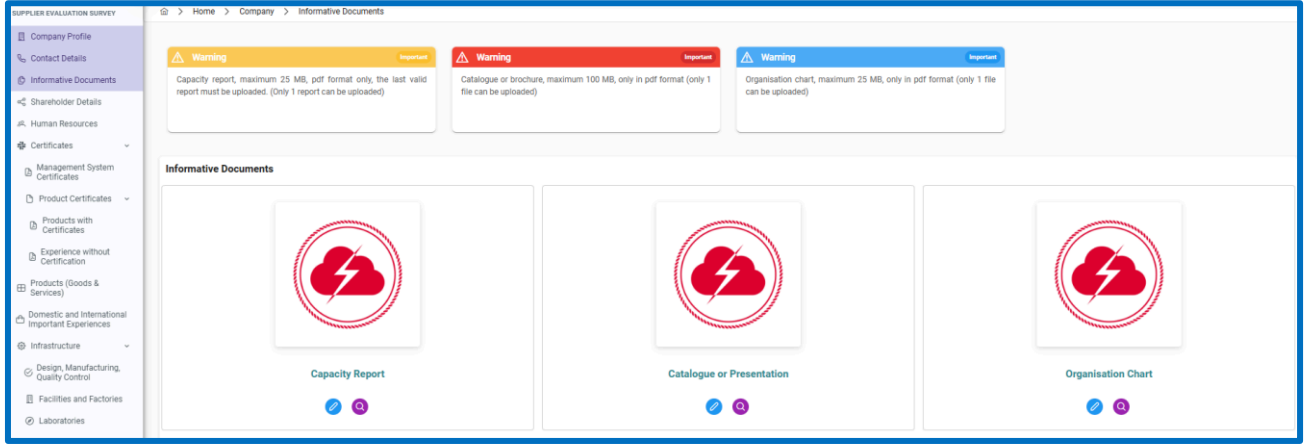 SUPPLIER EVALUATION SURVEY
Company Profile
Contact Details
Informative Documents
Shareholder Details
Human Resources
Certificates
Management System
Certificates
Product Certificates
Products with
Certificates
Experience without
Certification
Products (Goods &
Services)
Domestic and International
Important Experiences
Infrastructure
Design, Manufacturing,
Quality Control
Facilities and Factories
Laboratories
> Home > Company > Informative Documents
Warning Important
Capacity report, maximum 25 MB, pdf format only, the last valid
report must be uploaded. (Only 1 report can be uploaded)
Warning Important
Catalogue or brochure, maximum 100 MB, only in pdf format (only 1
file can be uploaded)
Warning Important
Organisation chart, maximum 25 MB, only in pdf format (only 1 file
can be uploaded)
Informative Documents
Capacity Report
Catalogue or Presentation
Organisation Chart